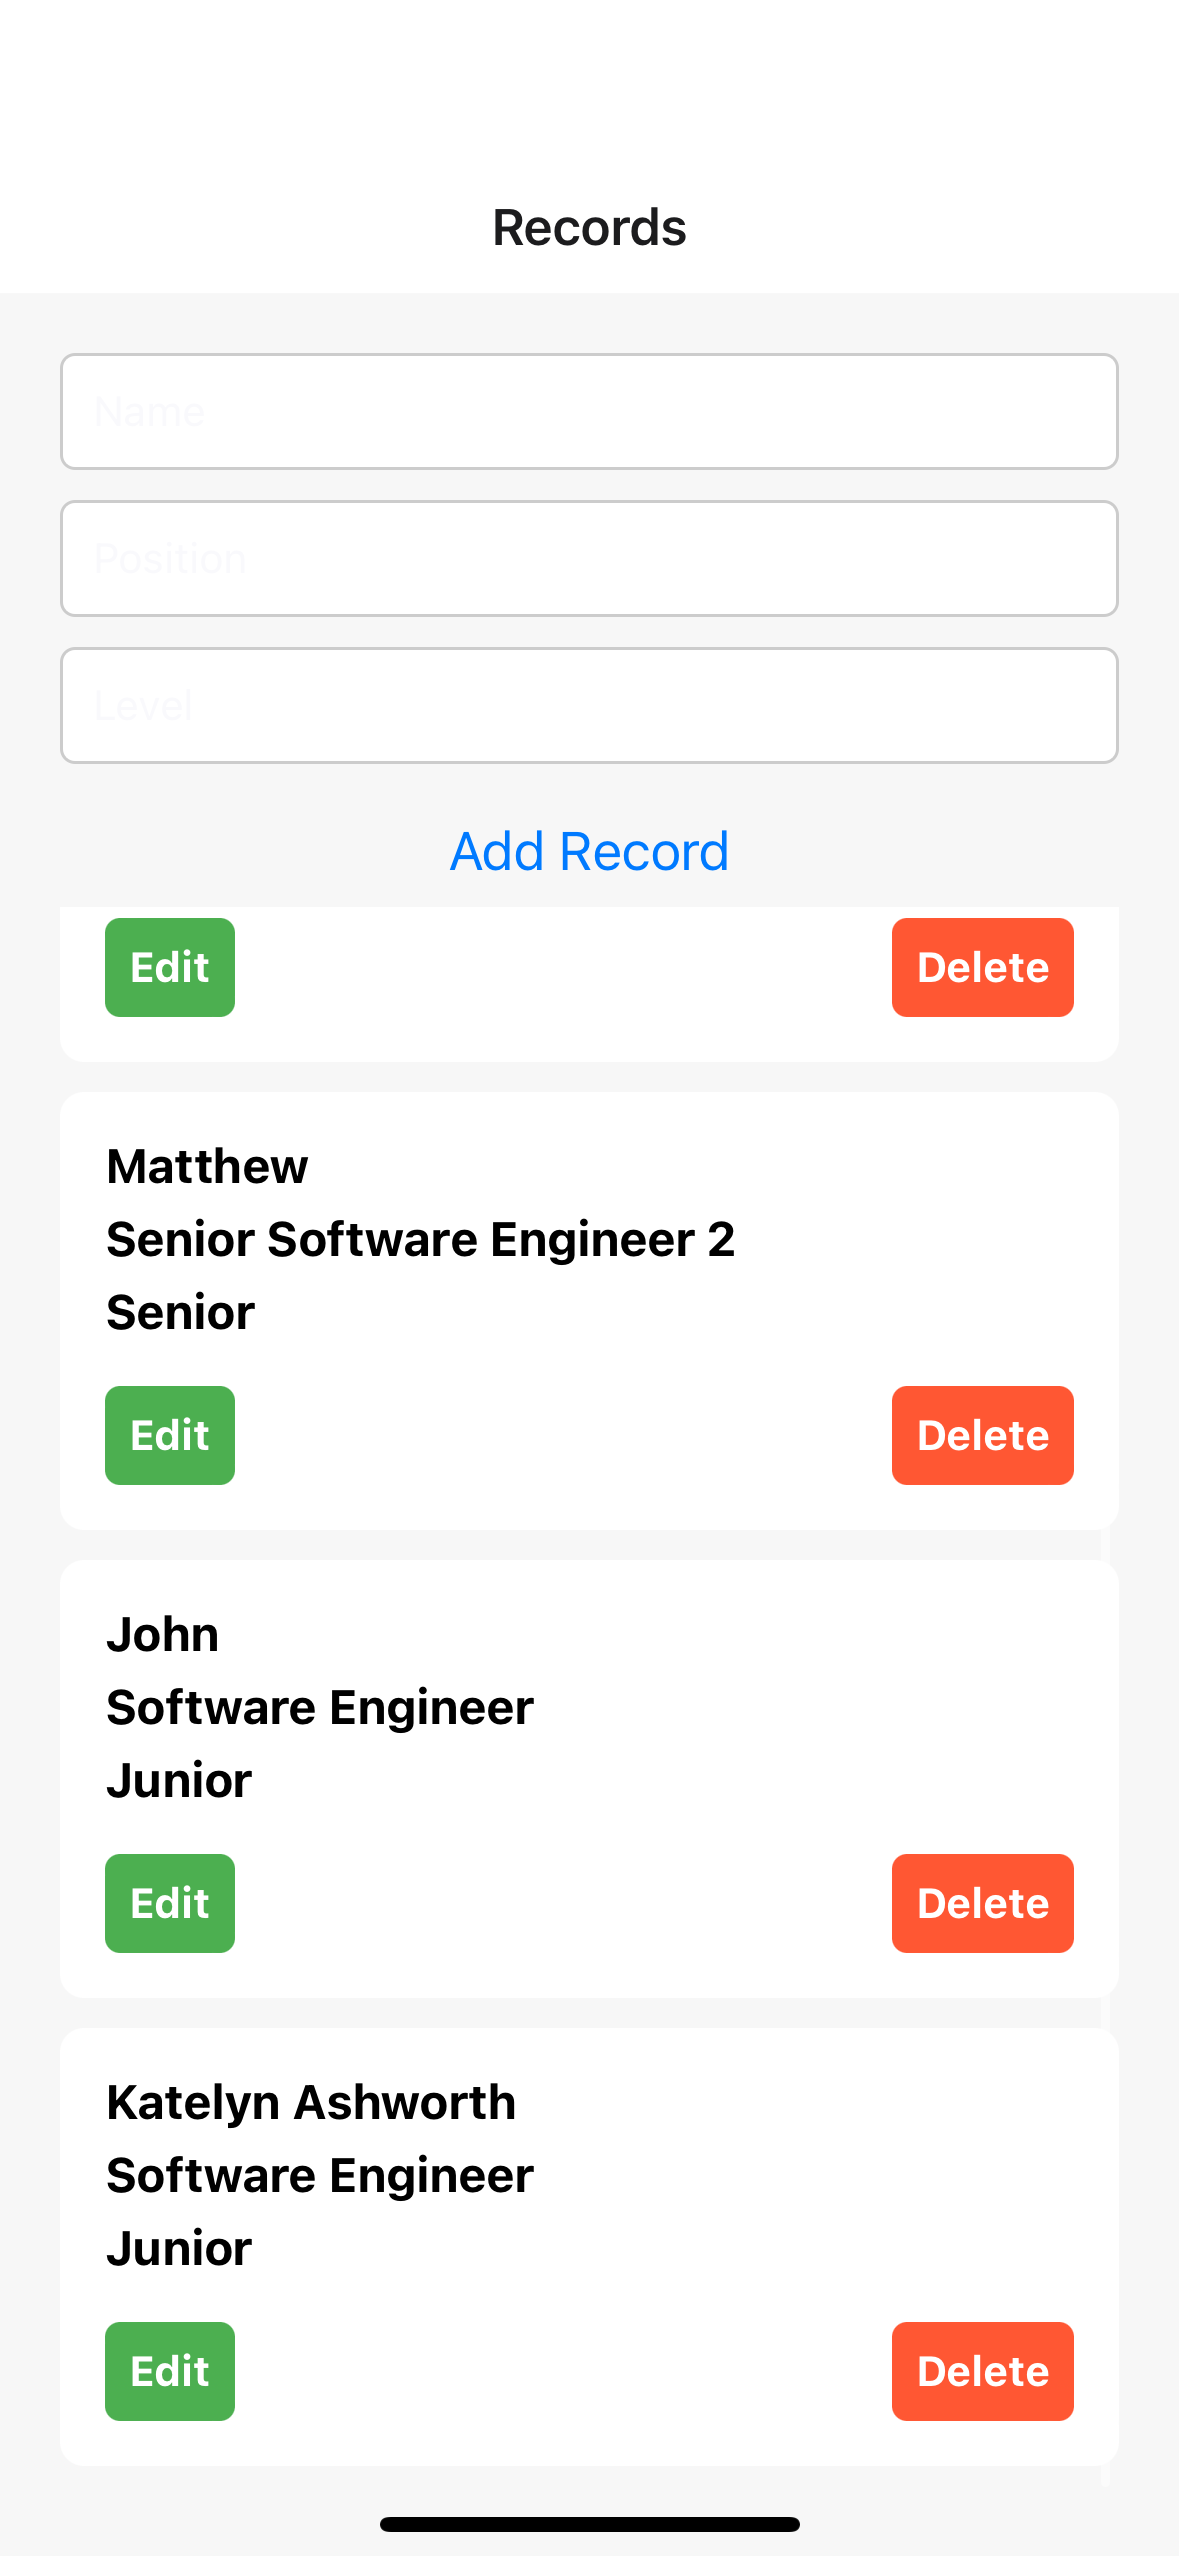 Records
Name
Position
Level
Add Record
Edit Delete
Matthew
Senior Software Engineer 2
Senior
Edit Delete
John
Software Engineer
Junior
Edit Delete
Katelyn Ashworth
Software Engineer
Junior
Edit Delete